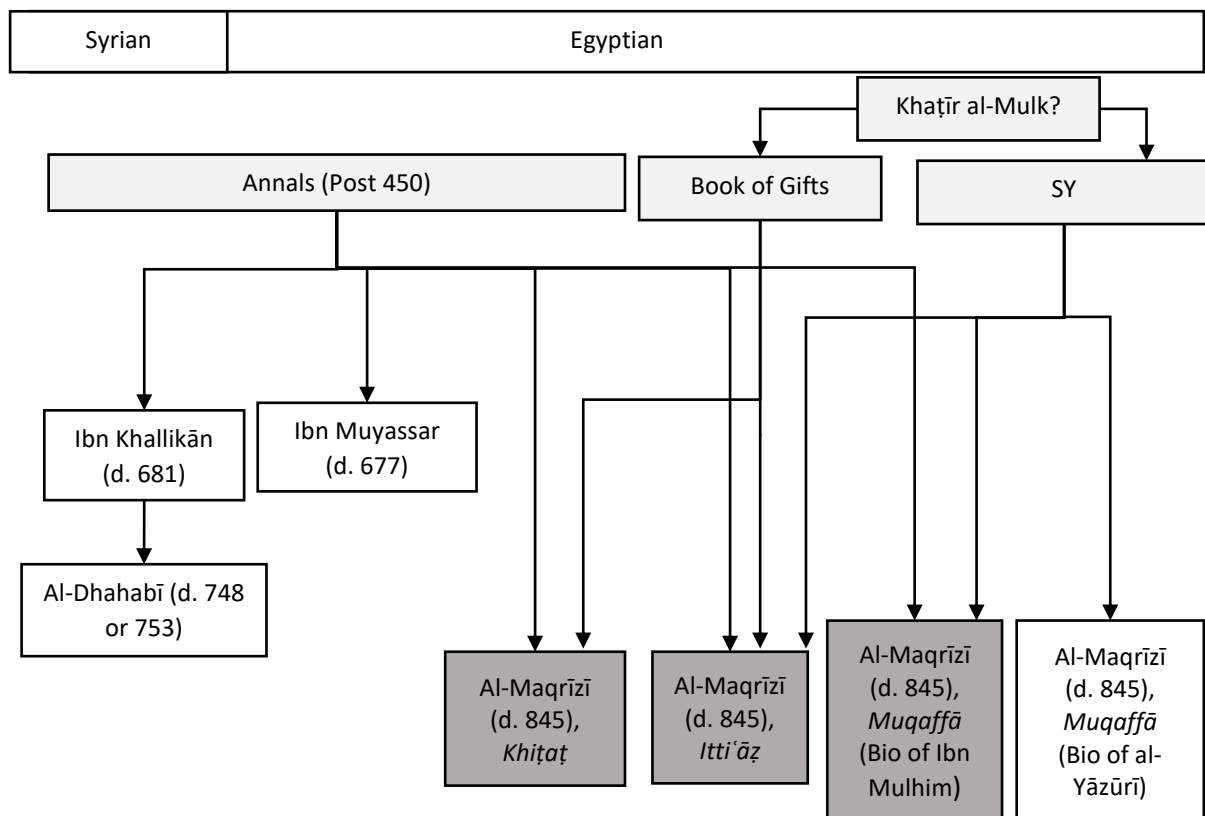 Syrian
Egyptian
Khaṭīr al-Mulk?
Annals (Post 450)
Book of Gifts
SY
Ibn Khallikān
(d. 681)
Ibn Muyassar
(d. 677)
Al-Dhahabī (d. 748
or 753)
Al-Maqrīzī
(d. 845),
Khiṭaṭ
Al-Maqrīzī
(d. 845),
Ittiʿāẓ
Al-Maqrīzī
(d. 845),
Muqaffā
(Bio of Ibn
Mulhim)
Al-Maqrīzī
(d. 845),
Muqaffā
(Bio of al-
Yāzūrī)